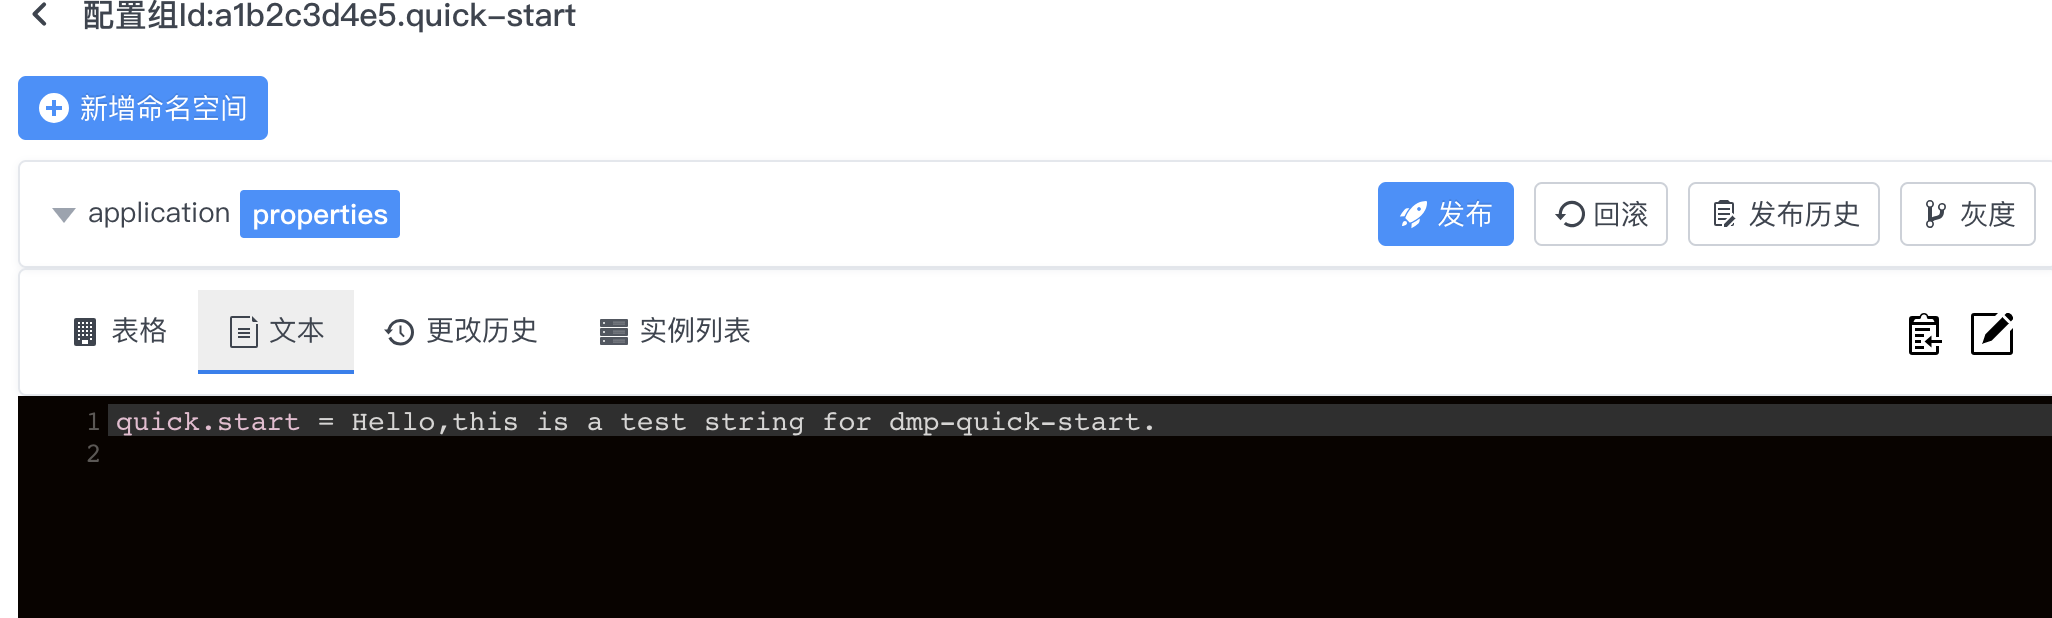 配置组Id:a1b2c3d4e5.quick-start
新增命名空间
application properties 发布 回滚 发布历史 灰度
表格 文本 更改历史 实例列表
1 quick.start = Hello,this is a test string for dmp-quick-start.
2